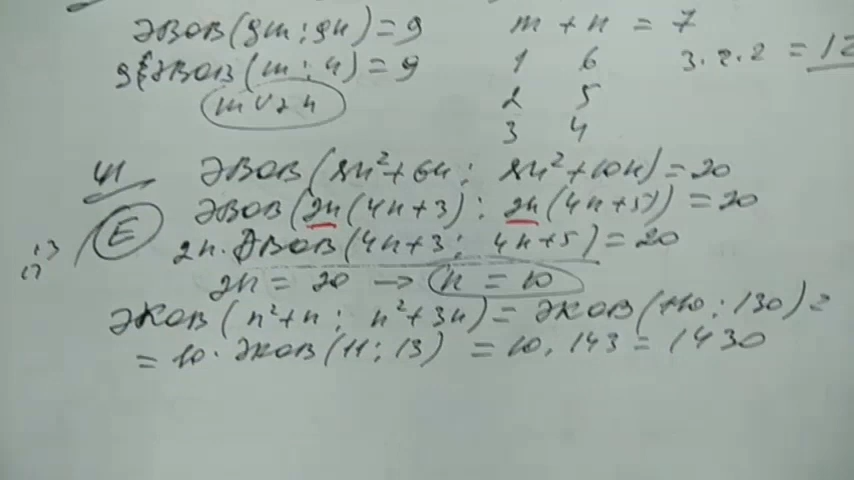 ƏBOB(9m; 9n) = 9
9·ƏBOB(m; n) = 9
m və n
m + n = 7
1 6
2 5
3 4
3·2·2 = 12
41 ƏBOB(8n²+6n; 8n²+10n) = 20
E ƏBOB(2n(4n+3); 2n(4n+5)) = 20
2n·ƏBOB(4n+3; 4n+5) = 20
2n = 20 → n = 10
ƏKOB(n²+n; n²+3n) = ƏKOB(110; 130) =
= 10·ƏKOB(11; 13) = 10·143 = 1430